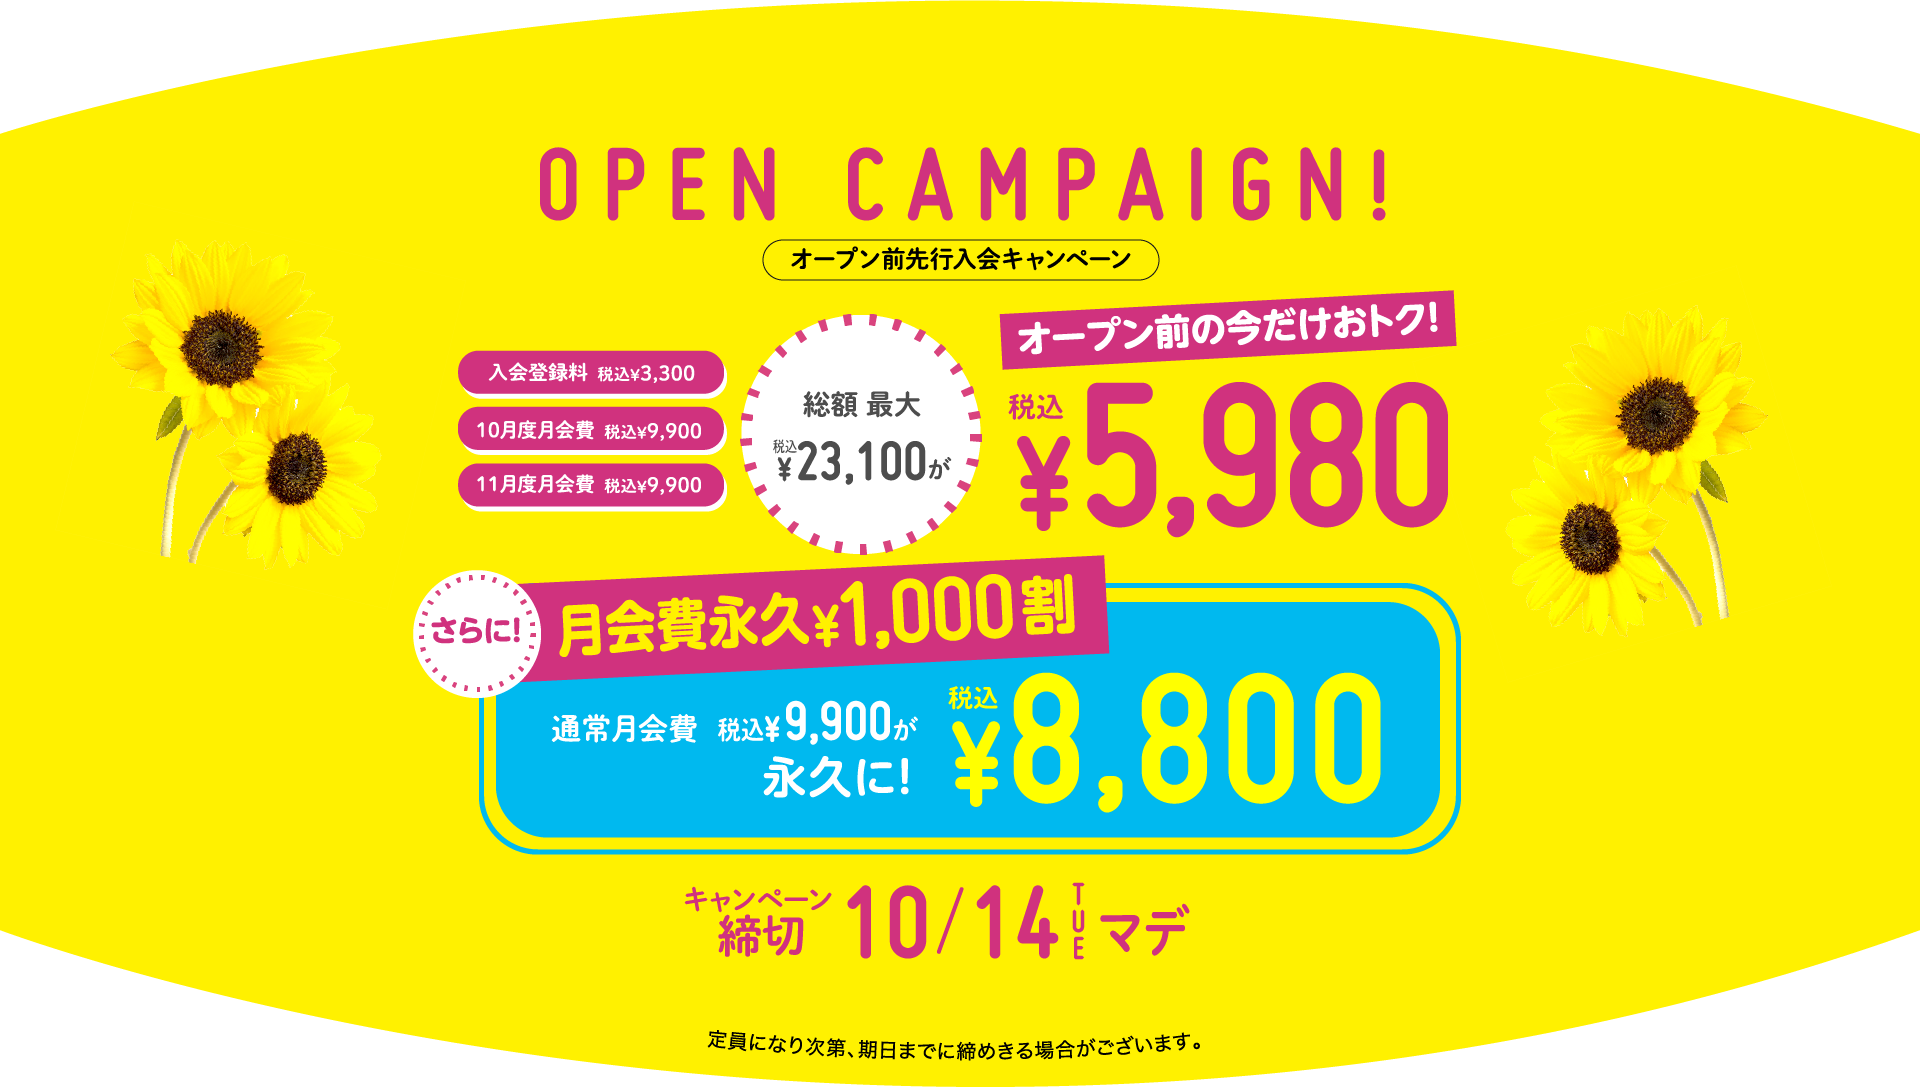 OPEN CAMPAIGN!
オープン前先行入会キャンペーン
入会登録料 税込¥3,300
10月度月会費 税込¥9,900
11月度月会費 税込¥9,900
総額 最大
税込¥23,100が
オープン前の今だけおトク!
税込¥5,980
さらに!
月会費永久¥1,000割
通常月会費 税込¥9,900が
永久に!
税込¥8,800
キャンペーン
締切 10/14 TUE マデ
定員になり次第、期日までに締めきる場合がございます。